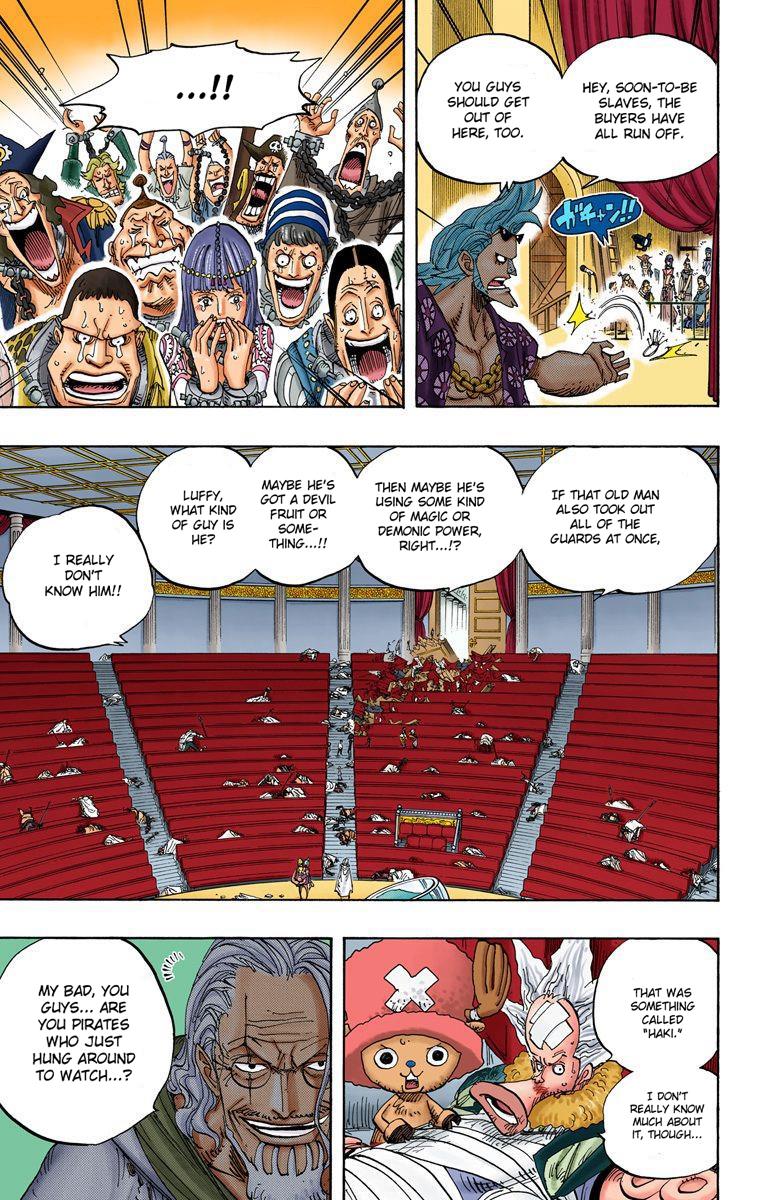 HEY, SOON-TO-BE
SLAVES, THE
BUYERS HAVE
ALL RUN OFF.
YOU GUYS
SHOULD GET
OUT OF
HERE, TOO.
ガチャン!!
...!!
IF THAT OLD MAN
ALSO TOOK OUT
ALL OF THE
GUARDS AT ONCE,
THEN MAYBE HE'S
USING SOME KIND
OF MAGIC OR
DEMONIC POWER,
RIGHT...!?
MAYBE HE'S
GOT A DEVIL
FRUIT OR
SOME-
THING...!!
LUFFY,
WHAT KIND
OF GUY IS
HE?
I REALLY
DON'T
KNOW HIM!!
THAT WAS
SOMETHING
CALLED
"HAKI."
I DON'T
REALLY KNOW
MUCH ABOUT
IT, THOUGH...
MY BAD, YOU
GUYS... ARE
YOU PIRATES
WHO JUST
HUNG AROUND
TO WATCH...?